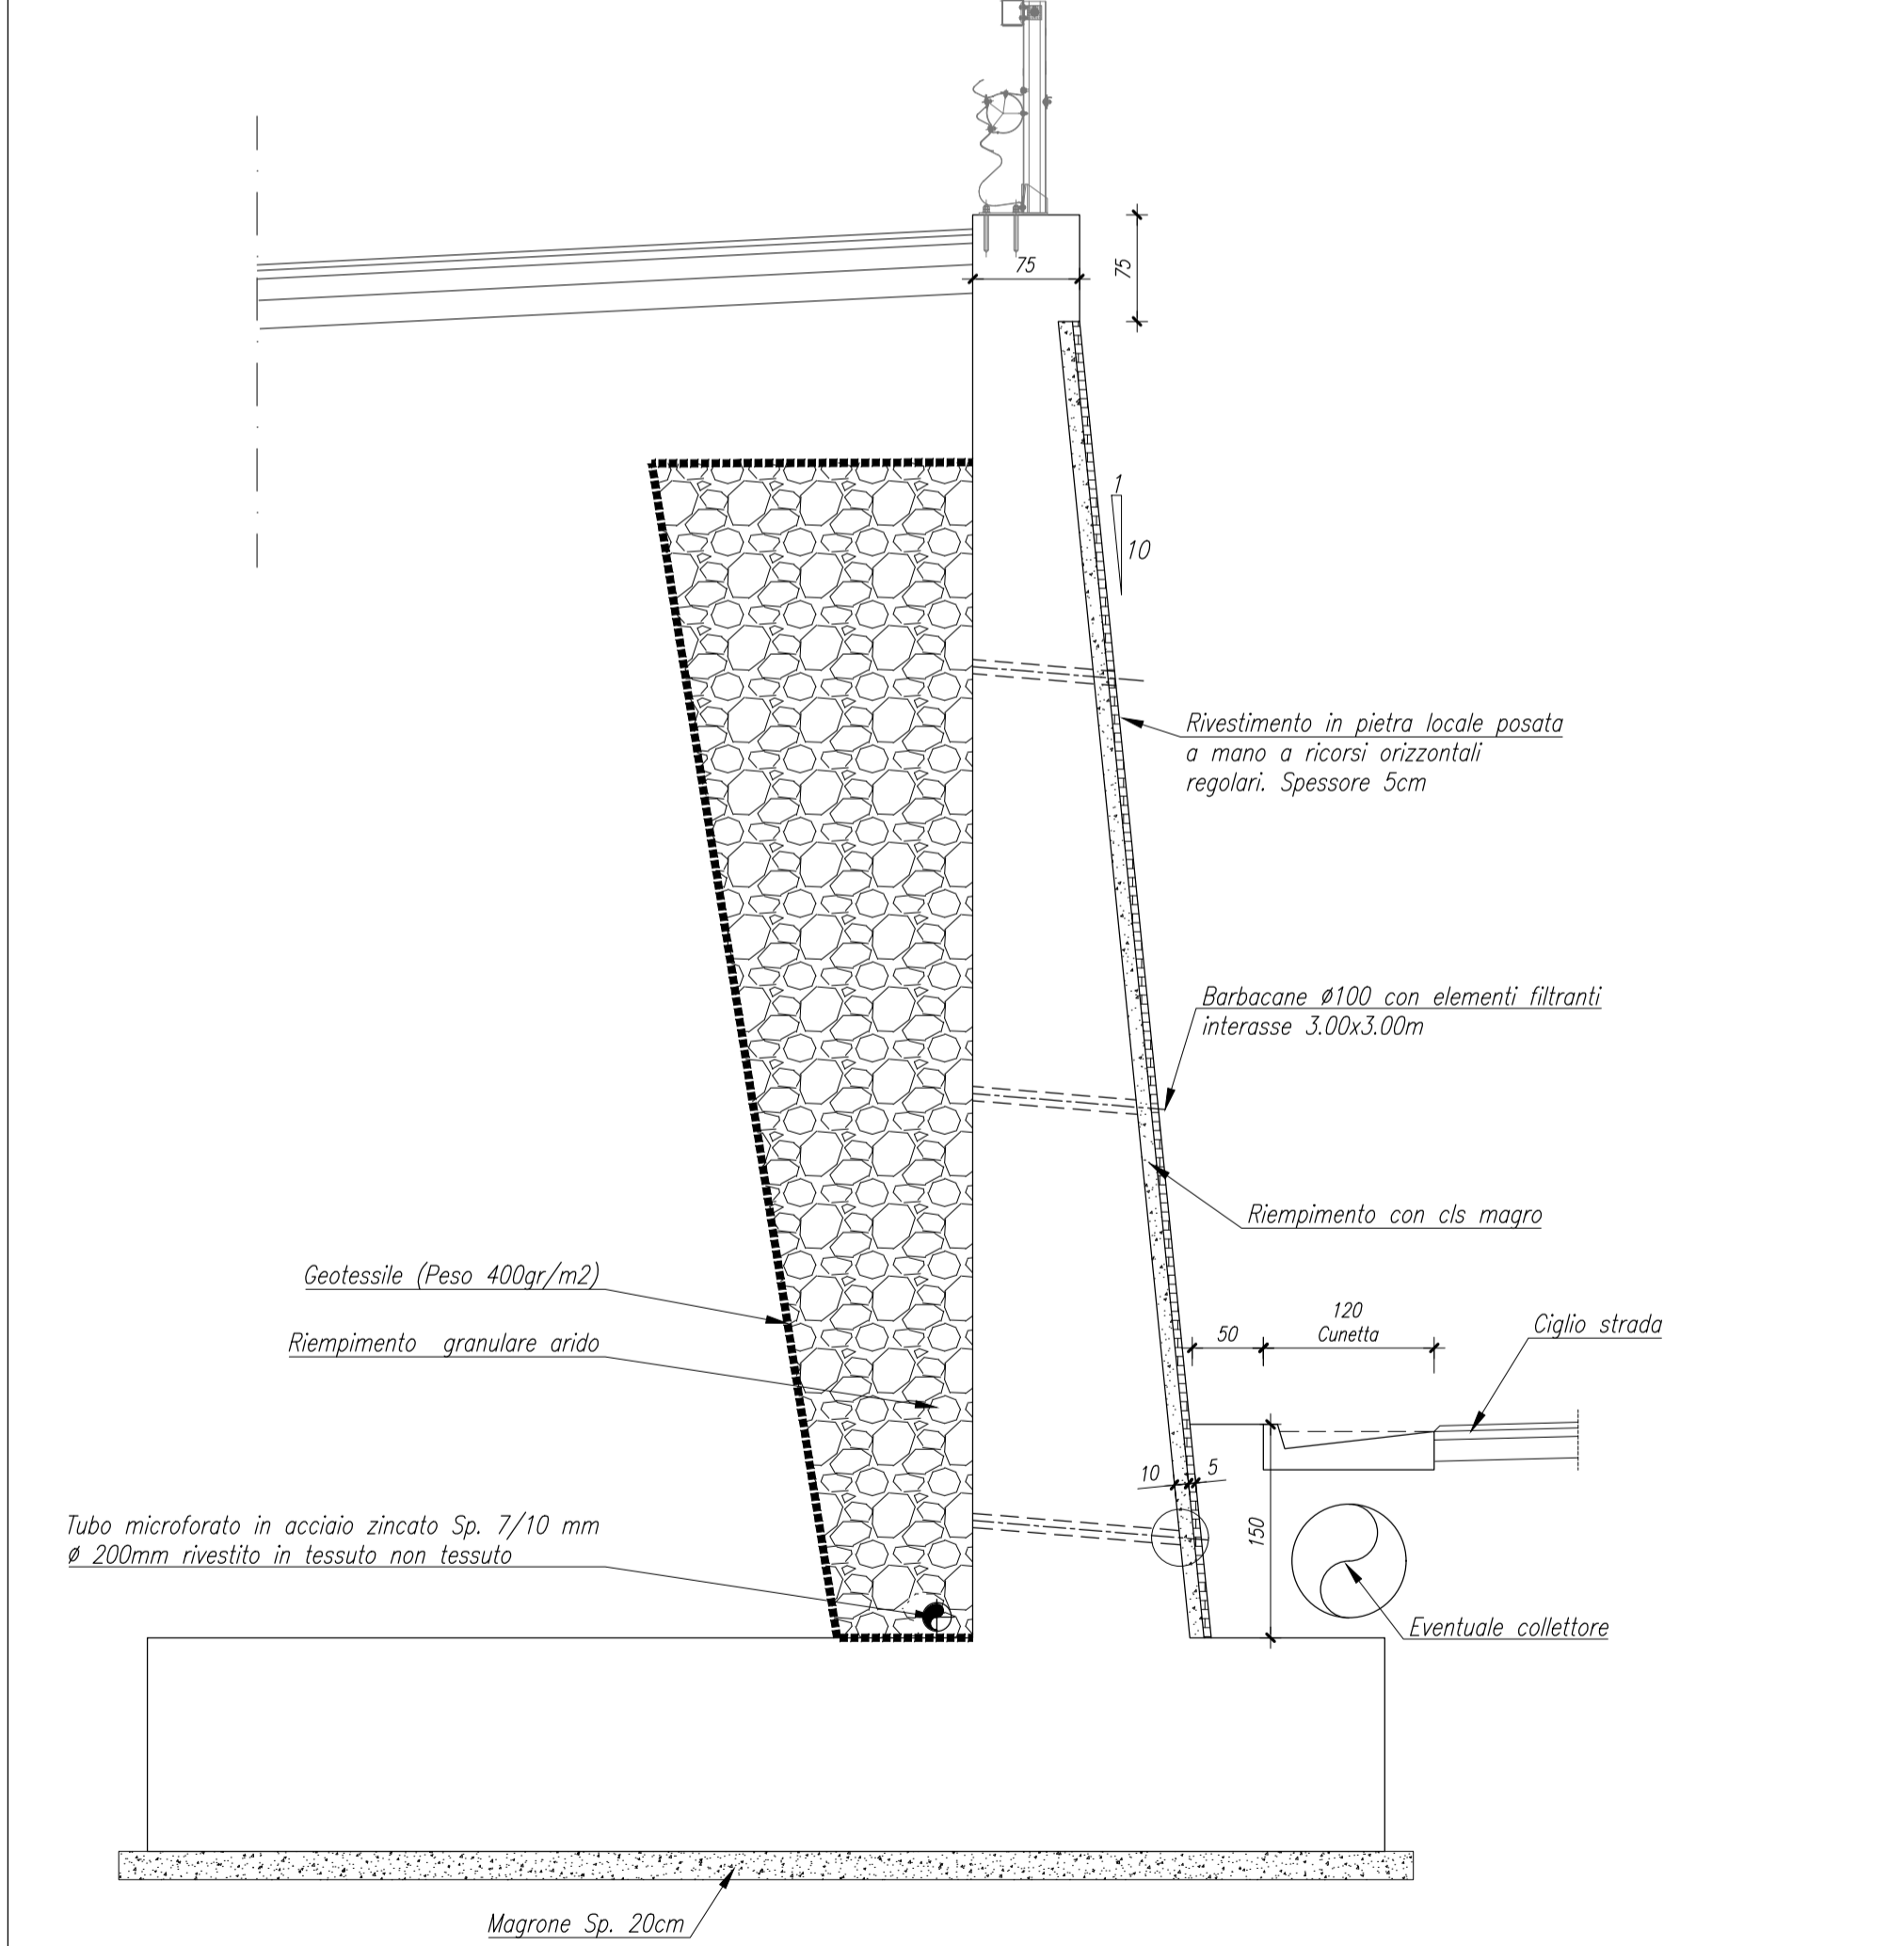 75
75
1
10
Rivestimento in pietra locale posata
a mano a ricorsi orizzontali
regolari. Spessore 5cm
Barbacane Ø100 con elementi filtranti
interasse 3.00x3.00m
Riempimento con cls magro
Geotessile (Peso 400gr/m2)
Riempimento granulare arido
50
120
Cunetta
Ciglio strada
10
5
150
Tubo microforato in acciaio zincato Sp. 7/10 mm
Ø 200mm rivestito in tessuto non tessuto
Eventuale collettore
Magrone Sp. 20cm